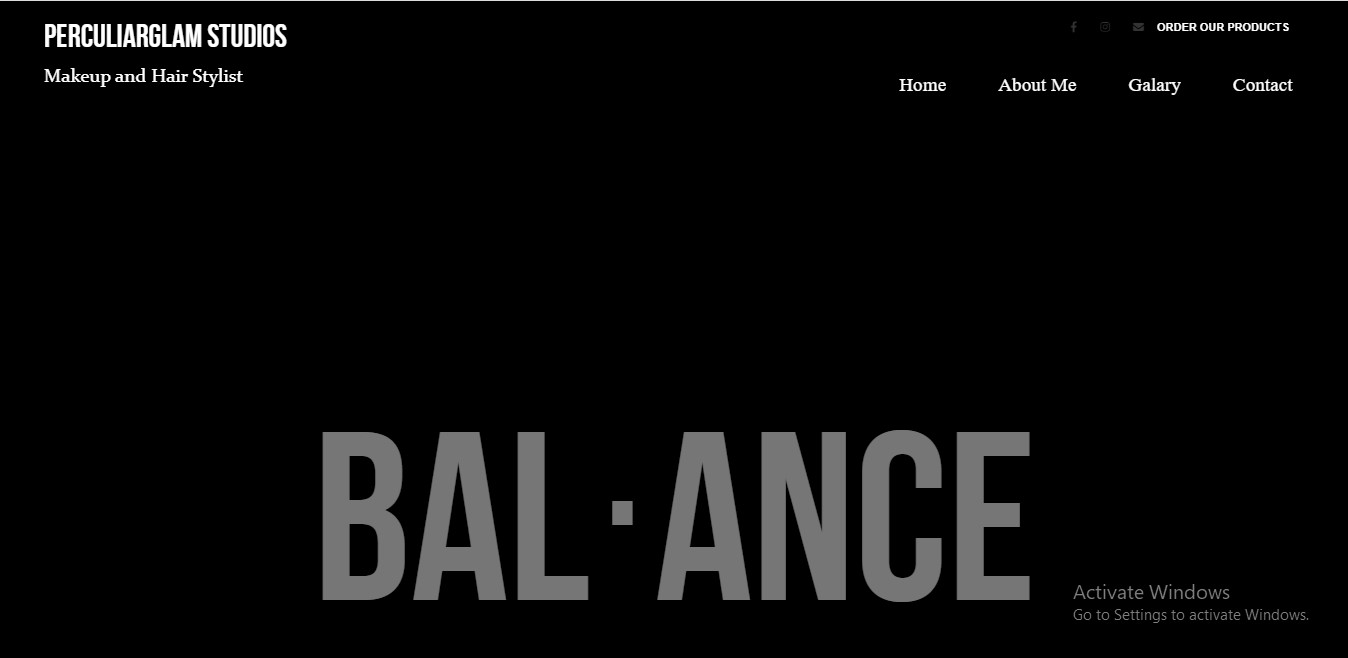 PERCULIARGLAM STUDIOS
Makeup and Hair Stylist
ORDER OUR PRODUCTS
Home About Me Galary Contact
BAL·ANCE
Activate Windows
Go to Settings to activate Windows.